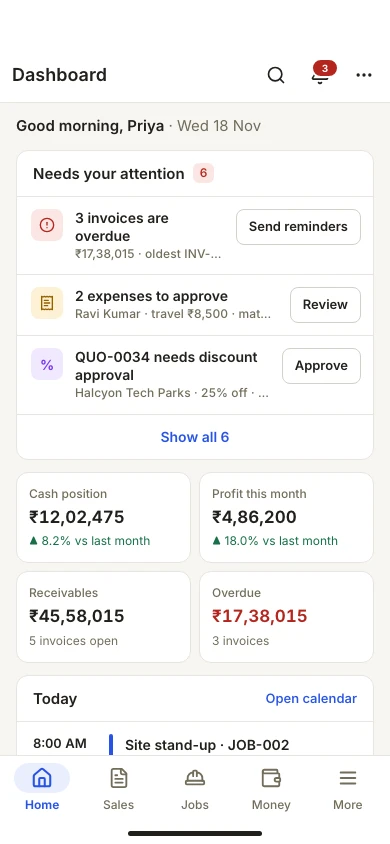 Dashboard
3
Good morning, Priya · Wed 18 Nov
Needs your attention 6
3 invoices are
overdue
₹17,38,015 · oldest INV-...
Send reminders
2 expenses to approve
Ravi Kumar · travel ₹8,500 · mat...
Review
%
QUO-0034 needs discount
approval
Halcyon Tech Parks · 25% off · ...
Approve
Show all 6
Cash position
₹12,02,475
▲ 8.2% vs last month
Profit this month
₹4,86,200
▲ 18.0% vs last month
Receivables
₹45,58,015
5 invoices open
Overdue
₹17,38,015
3 invoices
Today
Open calendar
8:00 AM
Site stand-up · JOB-002
Home
Sales
Jobs
Money
More